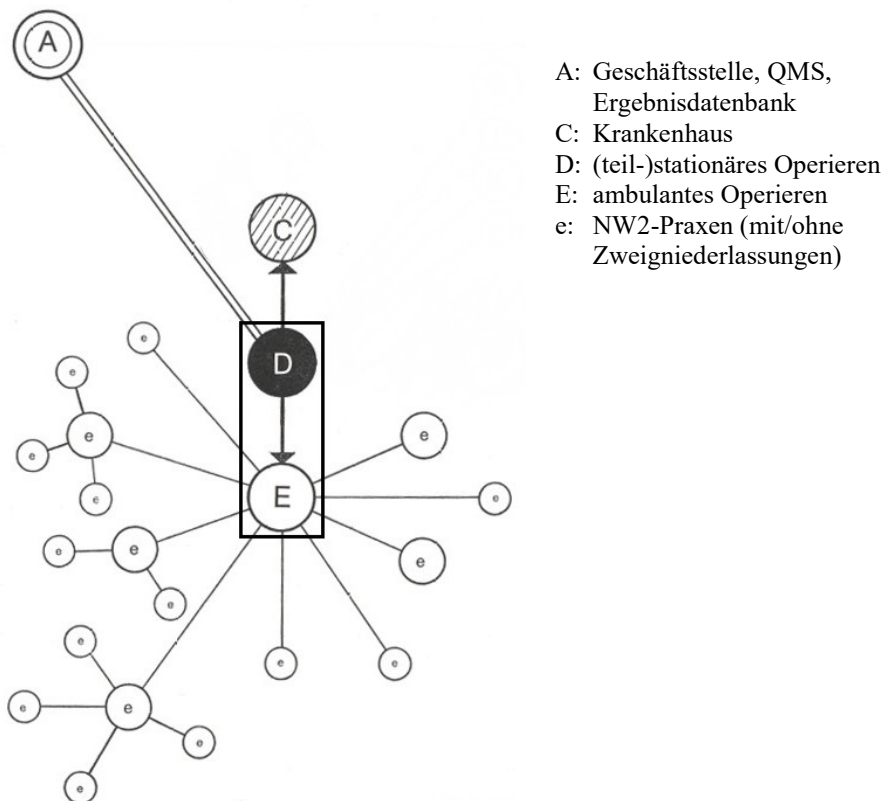 A
C
e
D
e
e
e
e
e
E
e
e
e
e
e
e
e
e
e
e
e
e
A: Geschäftsstelle, QMS,
Ergebnisdatenbank
C: Krankenhaus
D: (teil-)stationäres Operieren
E: ambulantes Operieren
e: NW2-Praxen (mit/ohne
Zweigniederlassungen)